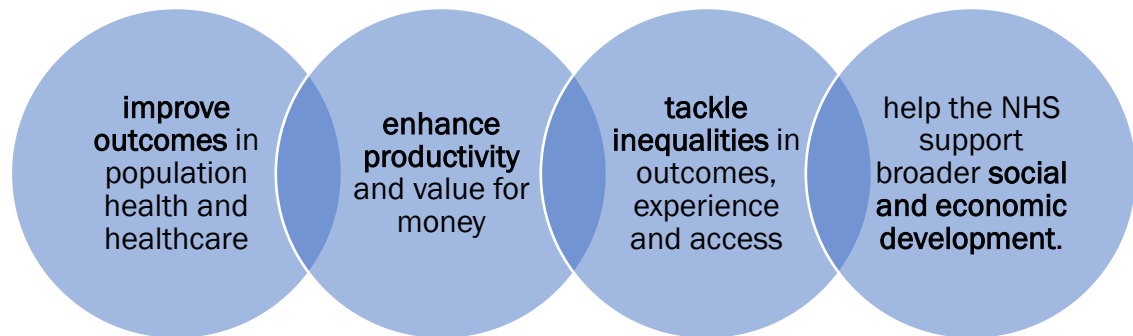 improve
outcomes in
population
health and
healthcare
enhance
productivity
and value for
money
tackle
inequalities in
outcomes,
experience
and access
help the NHS
support
broader social
and economic
development.